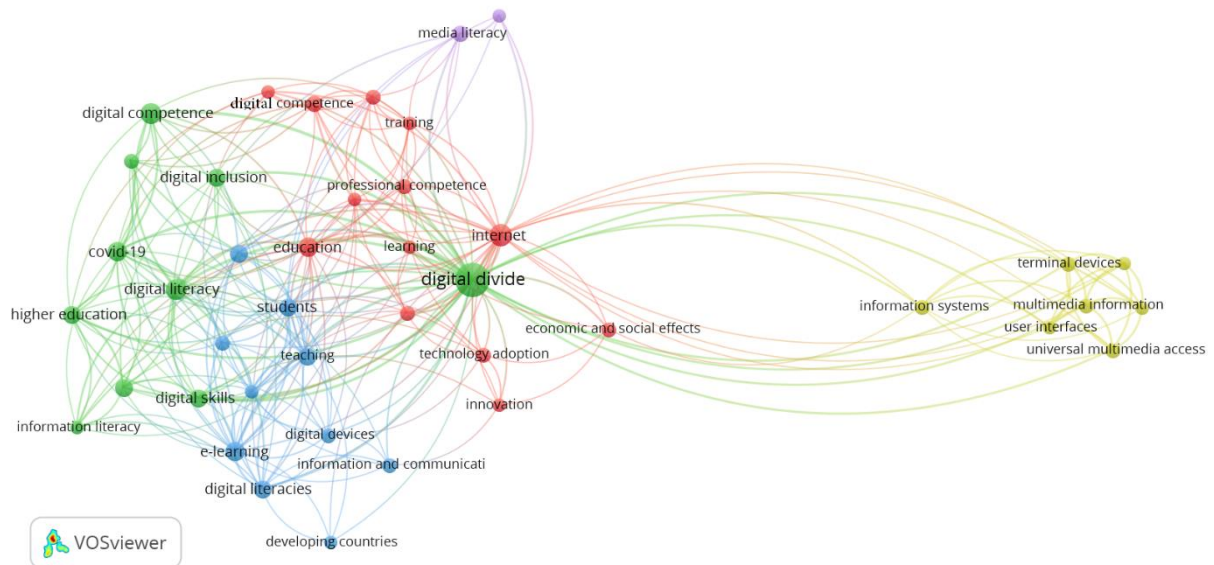 media literacy
digital competence
digital competence
training
digital inclusion
professional competence
internet
covid-19
education
learning
terminal devices
digital divide
digital literacy
information systems
multimedia information
higher education
students
user interfaces
economic and social effects
universal multimedia access
teaching
technology adoption
digital skills
innovation
information literacy
digital devices
e-learning
information and communicati
digital literacies
developing countries
VOSviewer